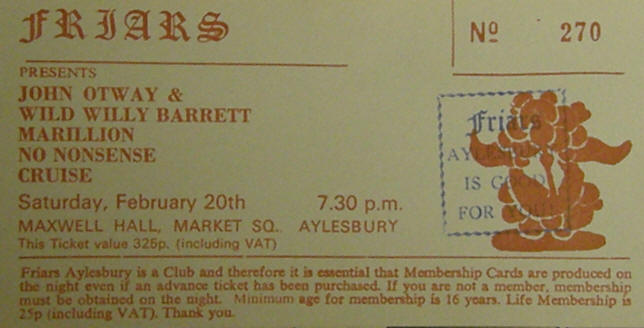 FRIARS
Nº 270
PRESENTS
JOHN OTWAY &
WILD WILLY BARRETT
MARILLION
NO NONSENSE
CRUISE
Friars
AYLESBURY
IS GOOD
FOR YOU!
Saturday, February 20th 7.30 p.m.
MAXWELL HALL, MARKET SQ. AYLESBURY
This Ticket value 325p. (including VAT)
Friars Aylesbury is a Club and therefore it is essential that Membership Cards are produced on
the night even if an advance ticket has been purchased. If you are not a member, membership
must be obtained on the night. Minimum age for membership is 16 years. Life Membership is
25p (including VAT). Thank you.